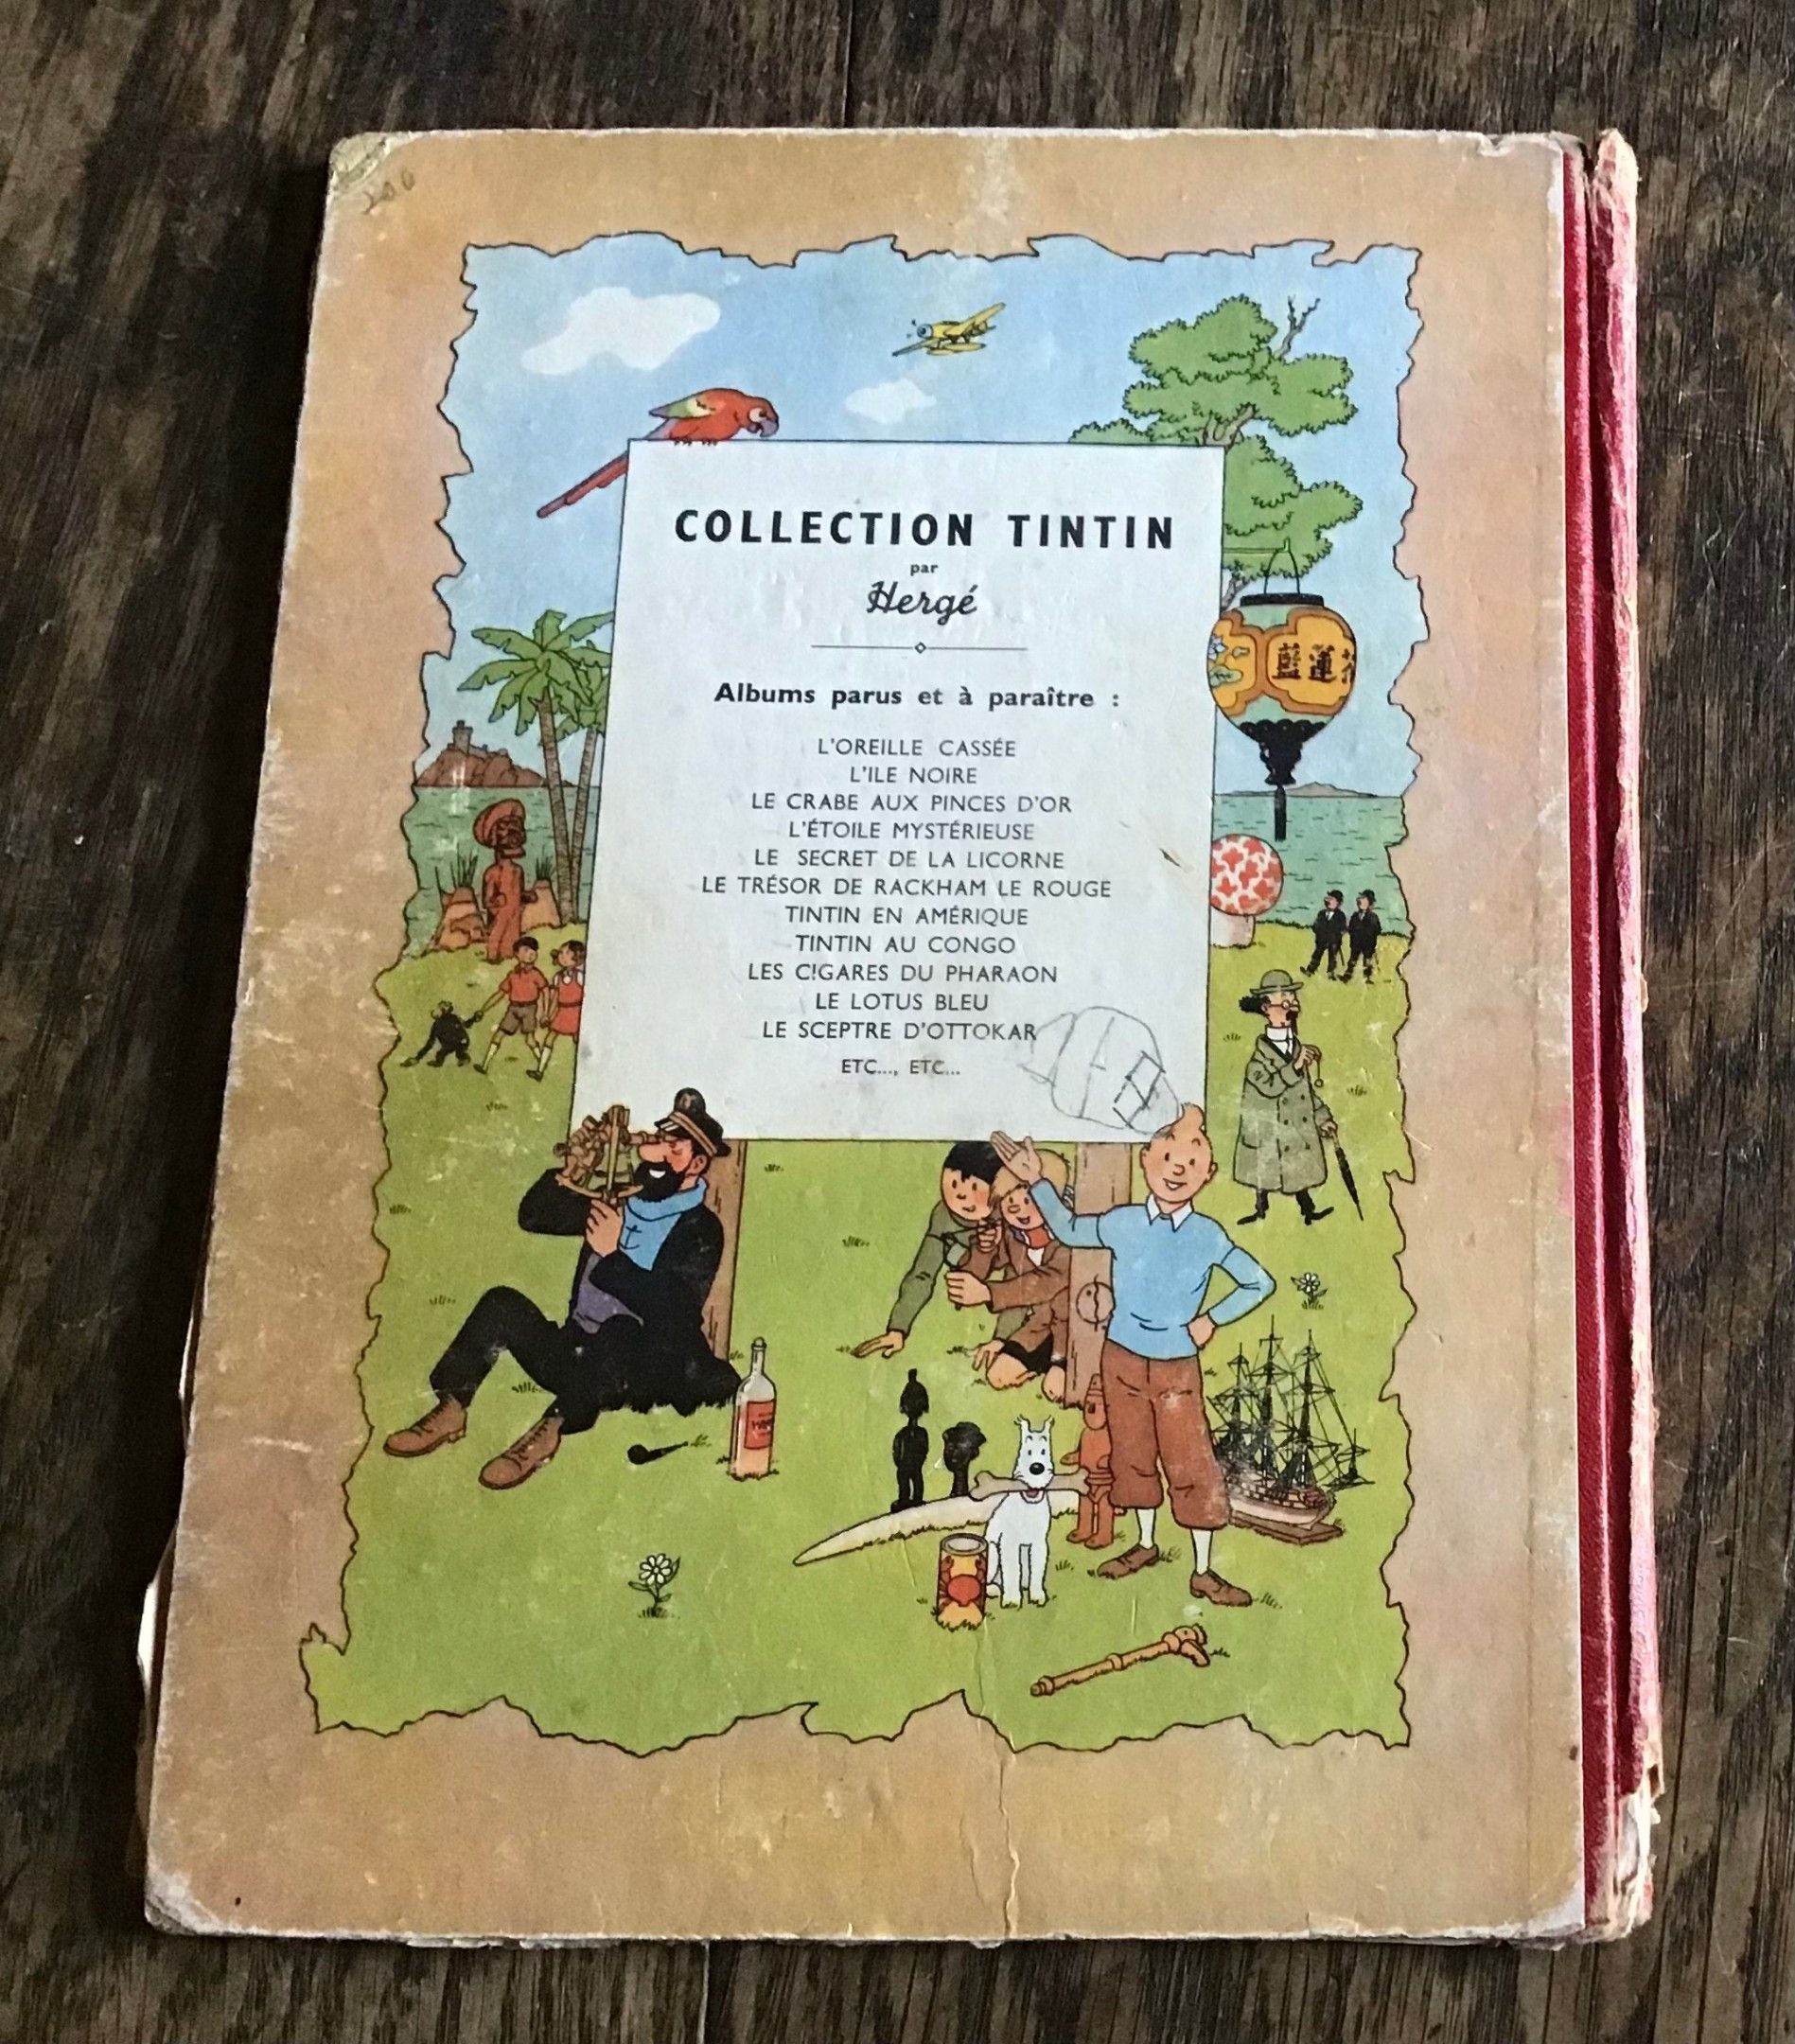 COLLECTION TINTIN
par
Hergé
Albums parus et à paraître :
L'OREILLE CASSÉE
L'ILE NOIRE
LE CRABE AUX PINCES D'OR
L'ÉTOILE MYSTÉRIEUSE
LE SECRET DE LA LICORNE
LE TRÉSOR DE RACKHAM LE ROUGE
TINTIN EN AMÉRIQUE
TINTIN AU CONGO
LES CIGARES DU PHARAON
LE LOTUS BLEU
LE SCEPTRE D'OTTOKAR
ETC..., ETC...
藍蓮